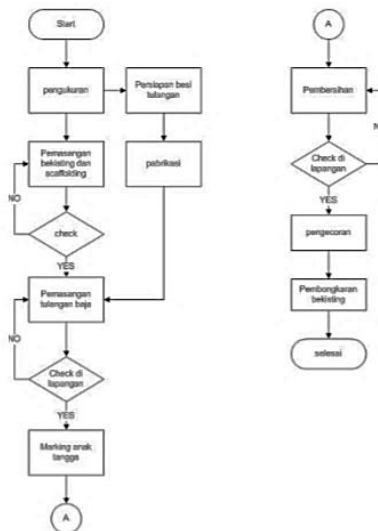 Start
pengukuran
Persiapan besi
tulangan
Pemasangan
bekisting dan
scaffolding
pabrikasi
NO
check
YES
Pemasangan
tulangan baja
NO
Check di
lapangan
YES
Marking anak
tangga
A
A
Pembersihan
N
Check di
lapangan
YES
pengecoran
Pembongkaran
bekisting
selesai